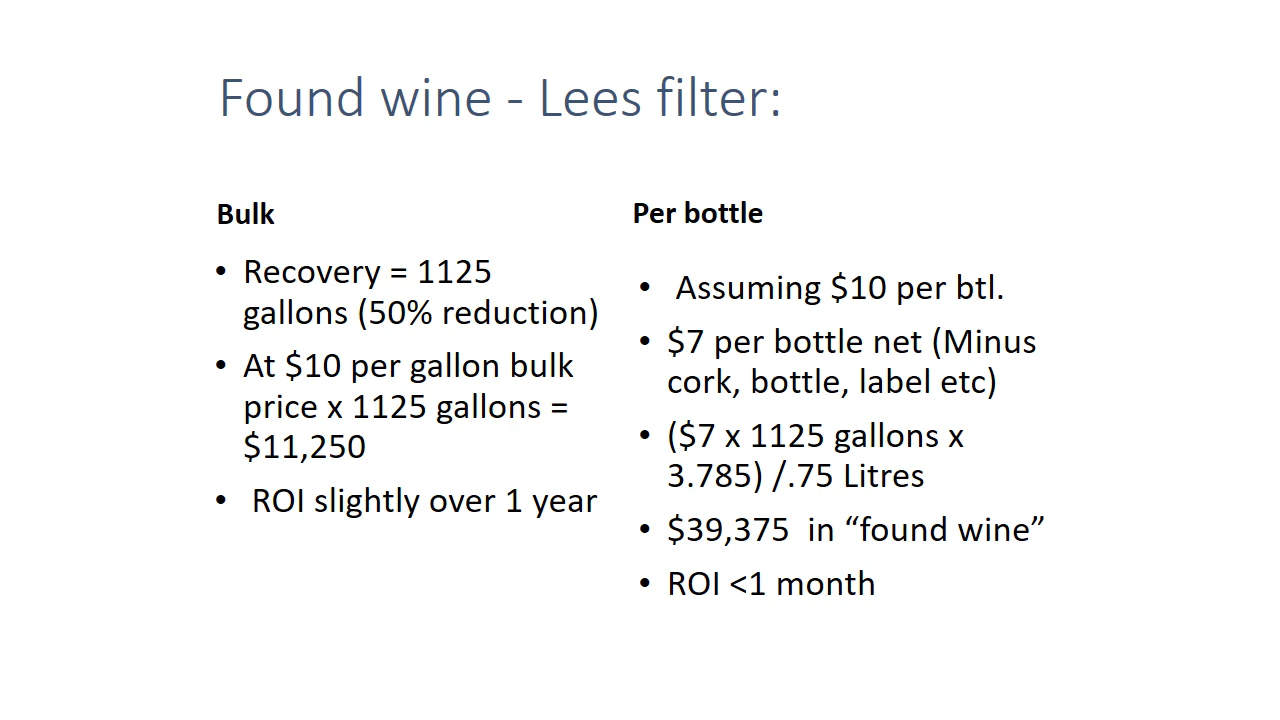 Found wine - Lees filter:
Bulk
• Recovery = 1125
gallons (50% reduction)
• At $10 per gallon bulk
price x 1125 gallons =
$11,250
• ROI slightly over 1 year
Per bottle
• Assuming $10 per btl.
• $7 per bottle net (Minus
cork, bottle, label etc)
• ($7 x 1125 gallons x
3.785) /.75 Litres
• $39,375 in “found wine”
• ROI <1 month